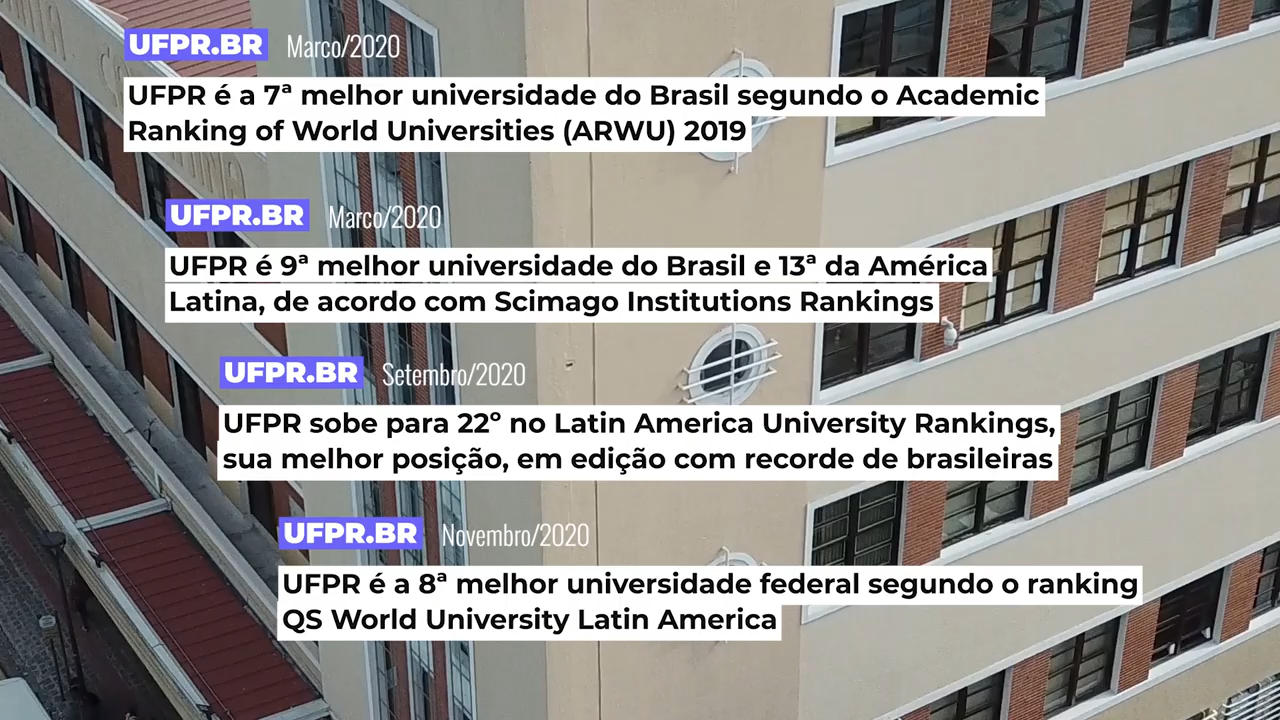 UFPR.BR Março/2020
UFPR é a 7ª melhor universidade do Brasil segundo o Academic
Ranking of World Universities (ARWU) 2019
UFPR.BR Março/2020
UFPR é 9ª melhor universidade do Brasil e 13ª da América
Latina, de acordo com Scimago Institutions Rankings
UFPR.BR Setembro/2020
UFPR sobe para 22º no Latin America University Rankings,
sua melhor posição, em edição com recorde de brasileiras
UFPR.BR Novembro/2020
UFPR é a 8ª melhor universidade federal segundo o ranking
QS World University Latin America